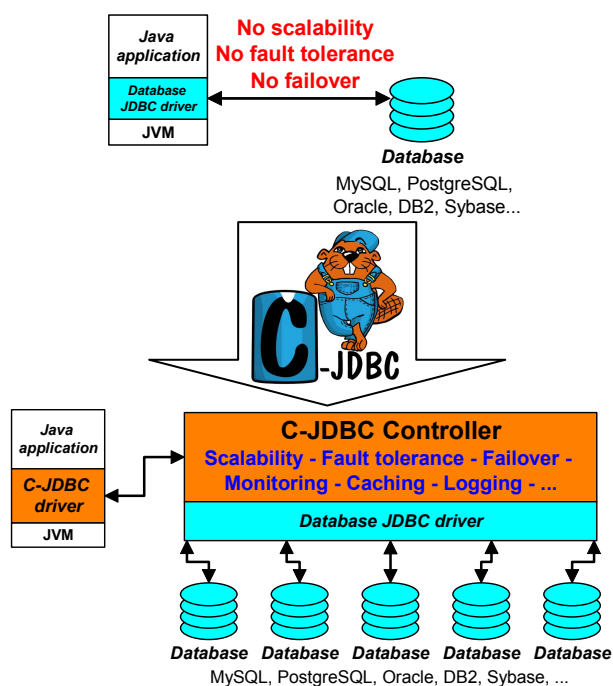 Java
application
Database
JDBC driver
JVM
No scalability
No fault tolerance
No failover
Database
MySQL, PostgreSQL,
Oracle, DB2, Sybase...
C-JDBC
Java
application
C-JDBC
driver
JVM
C-JDBC Controller
Scalability - Fault tolerance - Failover -
Monitoring - Caching - Logging - ...
Database JDBC driver
Database Database Database Database Database
MySQL, PostgreSQL, Oracle, DB2, Sybase, ...